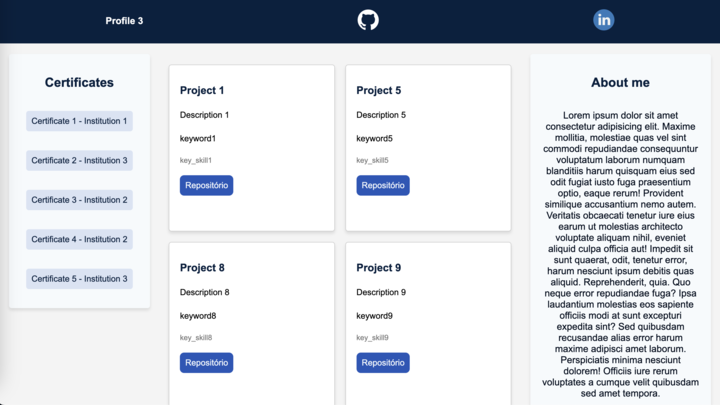 Profile 3
in
Certificates
Certificate 1 - Institution 1
Certificate 2 - Institution 3
Certificate 3 - Institution 2
Certificate 4 - Institution 2
Certificate 5 - Institution 3
Project 1
Description 1
keyword1
key_skill1
Repositório
Project 5
Description 5
keyword5
key_skill5
Repositório
Project 8
Description 8
keyword8
key_skill8
Repositório
Project 9
Description 9
keyword9
key_skill9
Repositório
About me
Lorem ipsum dolor sit amet
consectetur adipisicing elit. Maxime
mollitia, molestiae quas vel sint
commodi repudiandae consequuntur
voluptatum laborum numquam
blanditiis harum quisquam eius sed
odit fugiat iusto fuga praesentium
optio, eaque rerum! Provident
similique accusantium nemo autem.
Veritatis obcaecati tenetur iure eius
earum ut molestias architecto
voluptate aliquam nihil, eveniet
aliquid culpa officia aut! Impedit sit
sunt quaerat, odit, tenetur error,
harum nesciunt ipsum debitis quas
aliquid. Reprehenderit, quia. Quo
neque error repudiandae fuga? Ipsa
laudantium molestias eos sapiente
officiis modi at sunt excepturi
expedita sint? Sed quibusdam
recusandae alias error harum
maxime adipisci amet laborum.
Perspiciatis minima nesciunt
dolorem! Officiis iure rerum
voluptates a cumque velit quibusdam
sed amet tempora.